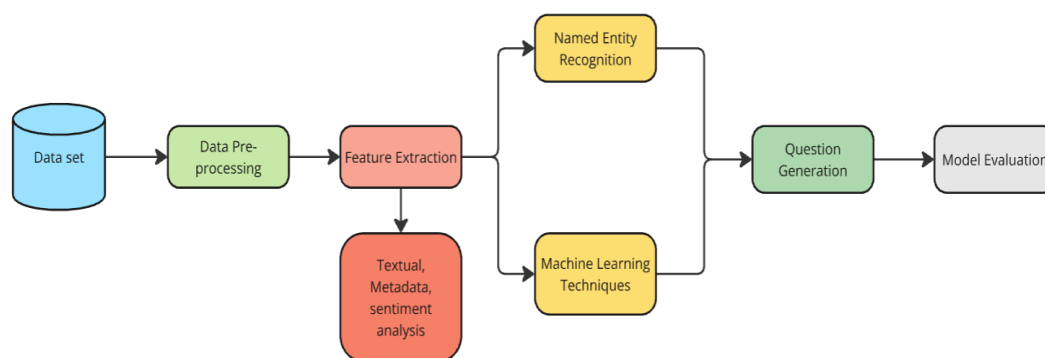 Data set
Data Pre-
processing
Feature Extraction
Textual,
Metadata,
sentiment
analysis
Named Entity
Recognition
Machine Learning
Techniques
Question
Generation
Model Evaluation